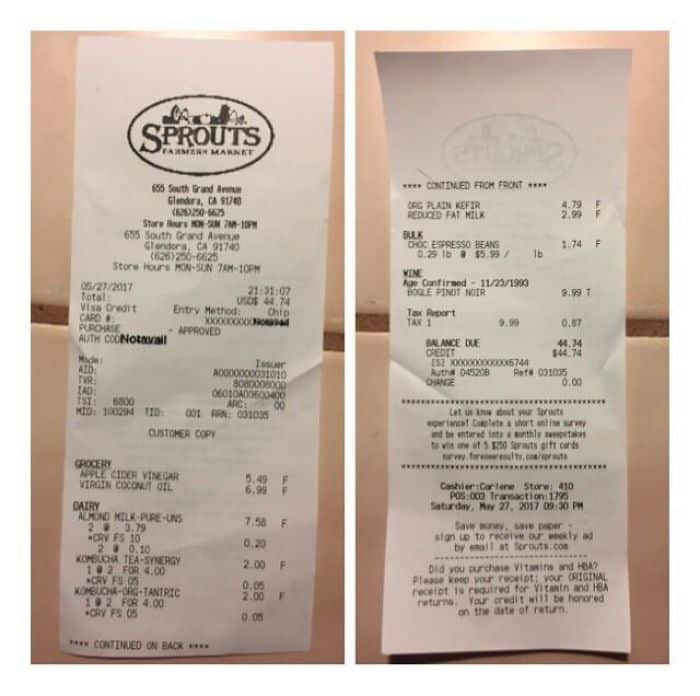 SPROUTS
FARMERS MARKET
655 South Grand Avenue
Glendora, CA 91740
(626)250-6625
Store Hours MON-SUN 7AM-10PM
655 South Grand Avenue
Glendora, CA 91740
(626)250-6625
Store Hours MON-SUN 7AM-10PM
05/27/2017 21:31:07
Total: USD$ 44.74
Visa Credit Entry Method: Chip
CARD #: XXXXXXXXXX Notavail
PURCHASE - APPROVED
AUTH COD Notavail
Mode: Issuer
AID: A0000000031010
TVR: 8080008000
IAD: 06010A03600400
TSI: 6800 ARC: 00
MID: 100294 TID: 001 RRN: 031035
CUSTOMER COPY
GROCERY
APPLE CIDER VINEGAR 5.49 F
VIRGIN COCONUT OIL 6.99 F
DAIRY
ALMOND MILK-PURE-UNS 7.58 F
2 @ 3.79
*CRV FS 10 0.20
2 @ 0.10
KOMBUCHA TEA-SYNERGY 2.00 F
1 @ 2 FOR 4.00
*CRV FS 05 0.05
KOMBUCHA-ORG-TANTRIC 2.00 F
1 @ 2 FOR 4.00
*CRV FS 05 0.05
**** CONTINUED ON BACK ****
**** CONTINUED FROM FRONT ****
ORG PLAIN KEFIR 4.79 F
REDUCED FAT MILK 2.99 F
BULK
CHOC ESPRESSO BEANS 1.74 F
0.29 lb @ $5.99 / lb
WINE
Age Confirmed - 11/23/1993
BOGLE PINOT NOIR 9.99 T
Tax Report
TAX 1 9.99 0.87
BALANCE DUE 44.74
CREDIT $44.74
[S] XXXXXXXXXXXX6744
Auth# 04520B Ref# 031035
CHANGE 0.00
Let us know about your Sprouts
experience! Complete a short online survey
and be entered into a monthly sweepstakes
to win one of 5 $250 Sprouts gift cards
survey.foreseeresults.com/sprouts
Cashier:Carlene Store: 410
POS:003 Transaction:1795
Saturday, May 27, 2017 09:30 PM
Save money, save paper -
sign up to receive our weekly ad
by email at Sprouts.com
Did you purchase Vitamins and HBA?
Please keep your receipt; your ORIGINAL
receipt is required for Vitamin and HBA
returns. Your credit will be honored
on the date of return.